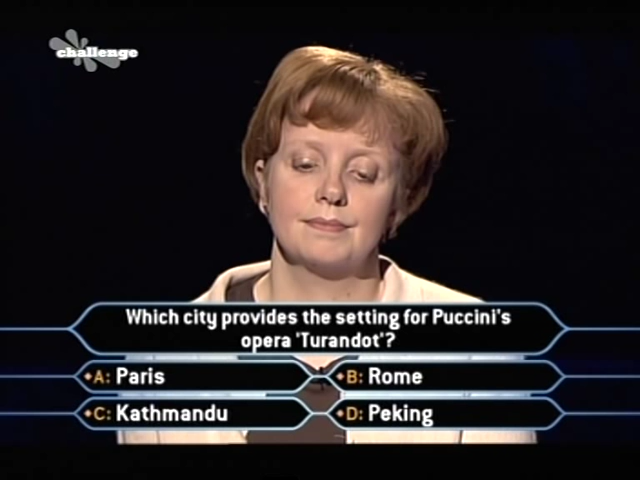 challenge
Which city provides the setting for Puccini's
opera 'Turandot'?
A: Paris
B: Rome
C: Kathmandu
D: Peking